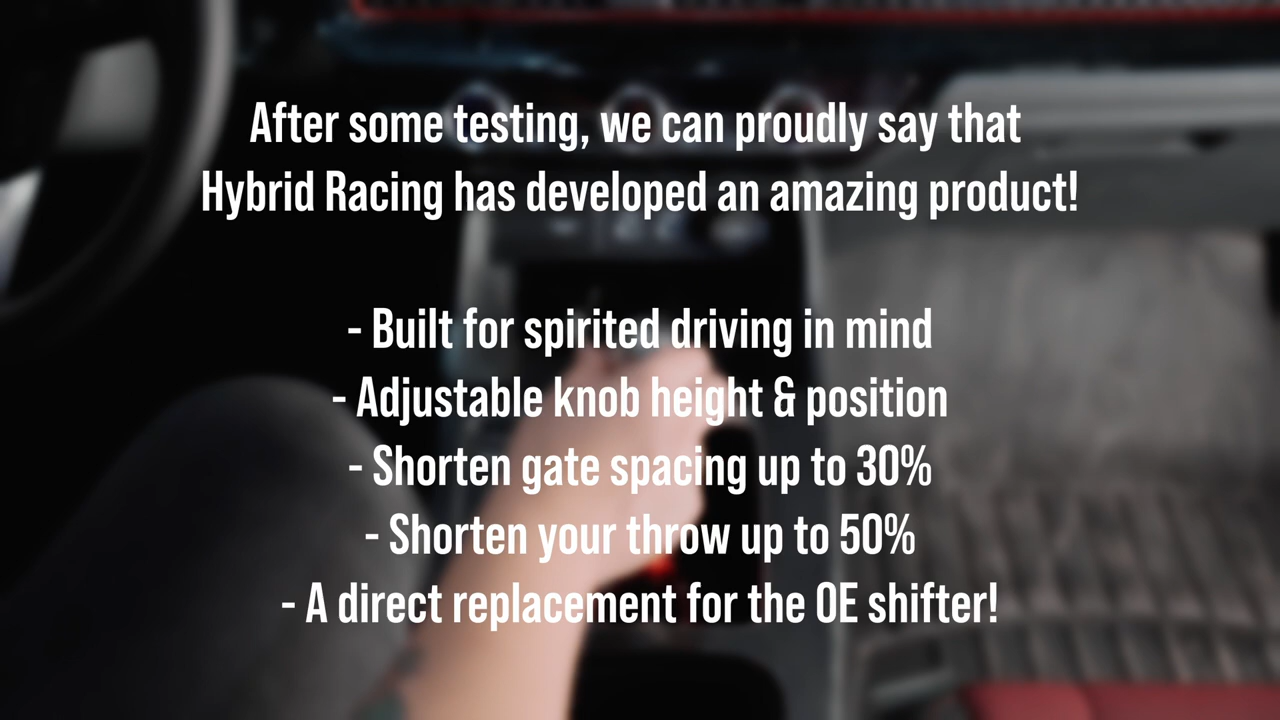 After some testing, we can proudly say that
Hybrid Racing has developed an amazing product!
- Built for spirited driving in mind
- Adjustable knob height & position
- Shorten gate spacing up to 30%
- Shorten your throw up to 50%
- A direct replacement for the OE shifter!